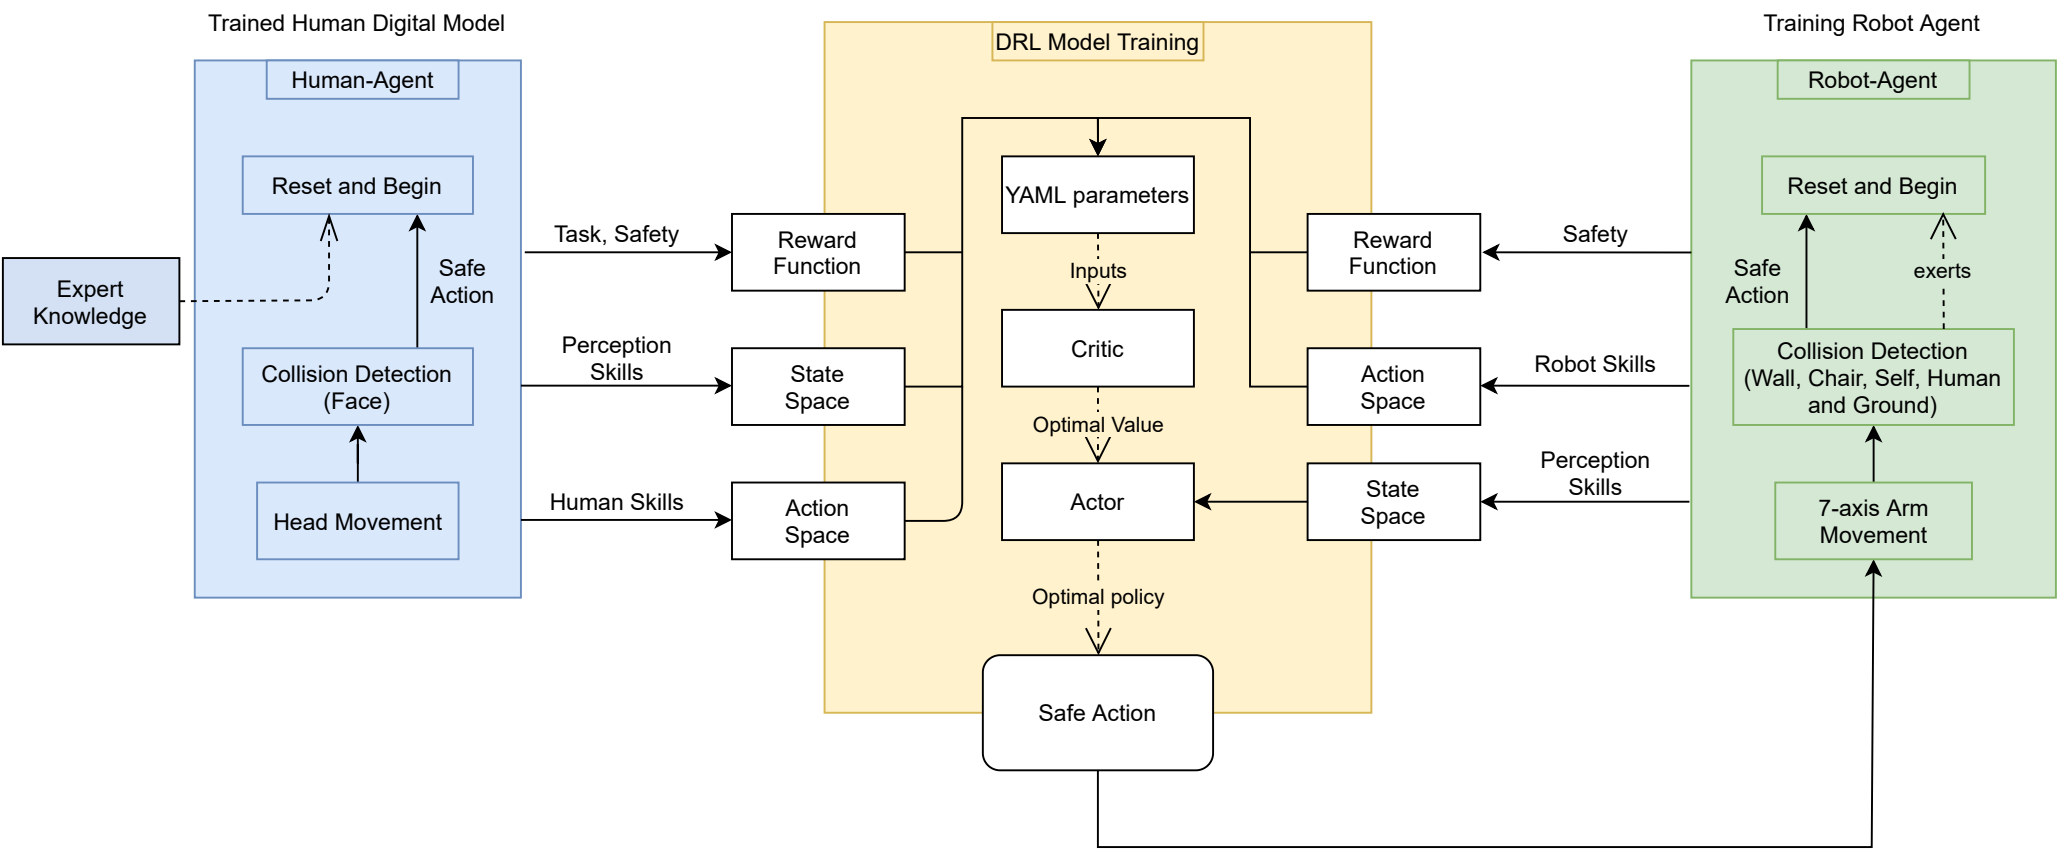 Trained Human Digital Model
Human-Agent
Reset and Begin
Safe
Action
Expert
Knowledge
Collision Detection
(Face)
Head Movement
Task, Safety
Perception
Skills
Human Skills
Reward
Function
State
Space
Action
Space
DRL Model Training
YAML parameters
Inputs
Critic
Optimal Value
Actor
Optimal policy
Safe Action
Reward
Function
Action
Space
State
Space
Safety
Robot Skills
Perception
Skills
Training Robot Agent
Robot-Agent
Reset and Begin
Safe
Action
exerts
Collision Detection
(Wall, Chair, Self, Human
and Ground)
7-axis Arm
Movement